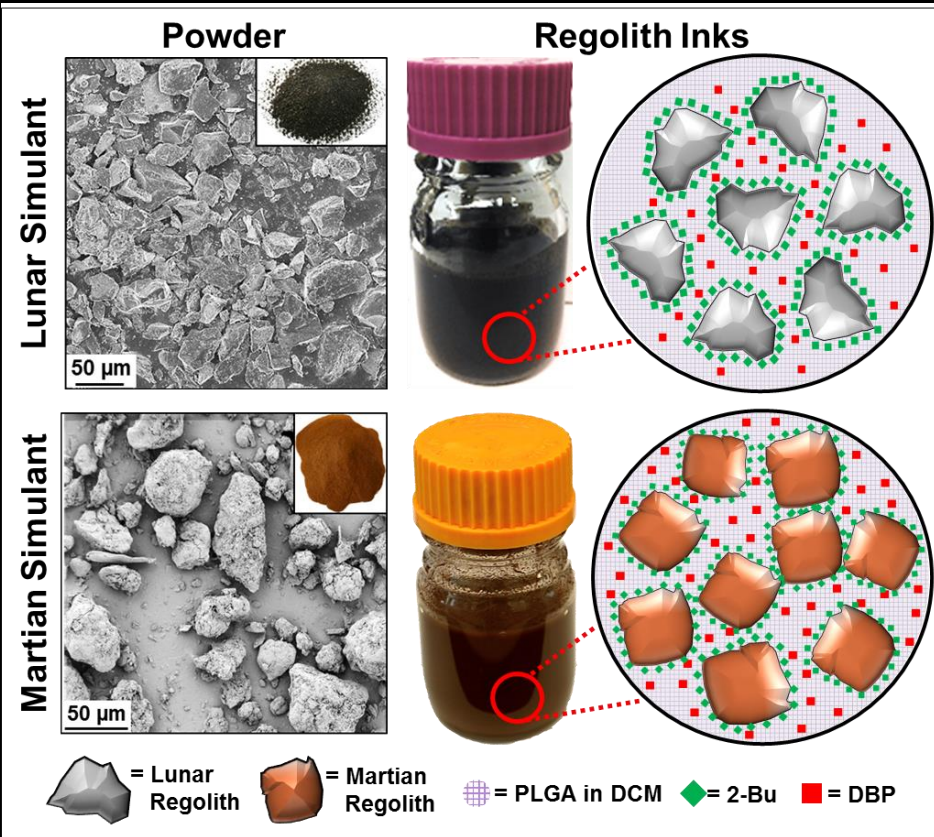 Powder
Regolith Inks
Lunar Simulant
50 µm
Martian Simulant
50 µm
= Lunar Regolith
= Martian Regolith
= PLGA in DCM
= 2-Bu
= DBP